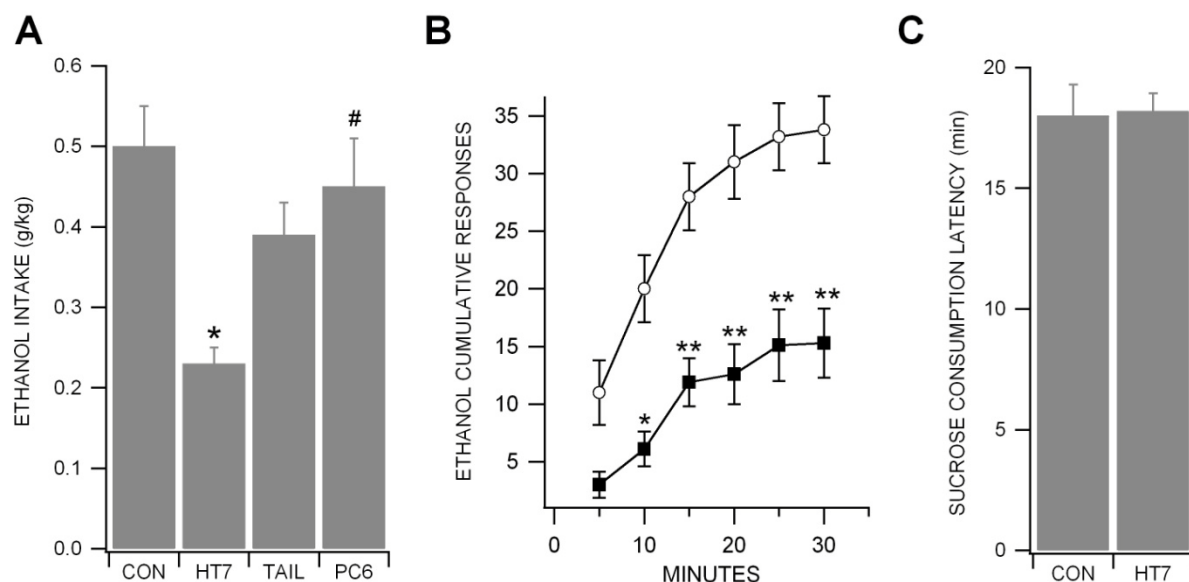 A
ETHANOL INTAKE (g/kg)
0.6
0.5
0.4
0.3
0.2
0.1
0.0
*
#
CON HT7 TAIL PC6
B
ETHANOL CUMULATIVE RESPONSES
35
30
25
20
15
10
5
* ** ** ** **
0 10 20 30
MINUTES
C
SUCROSE CONSUMPTION LATENCY (min)
20
18
5
10
0
CON HT7